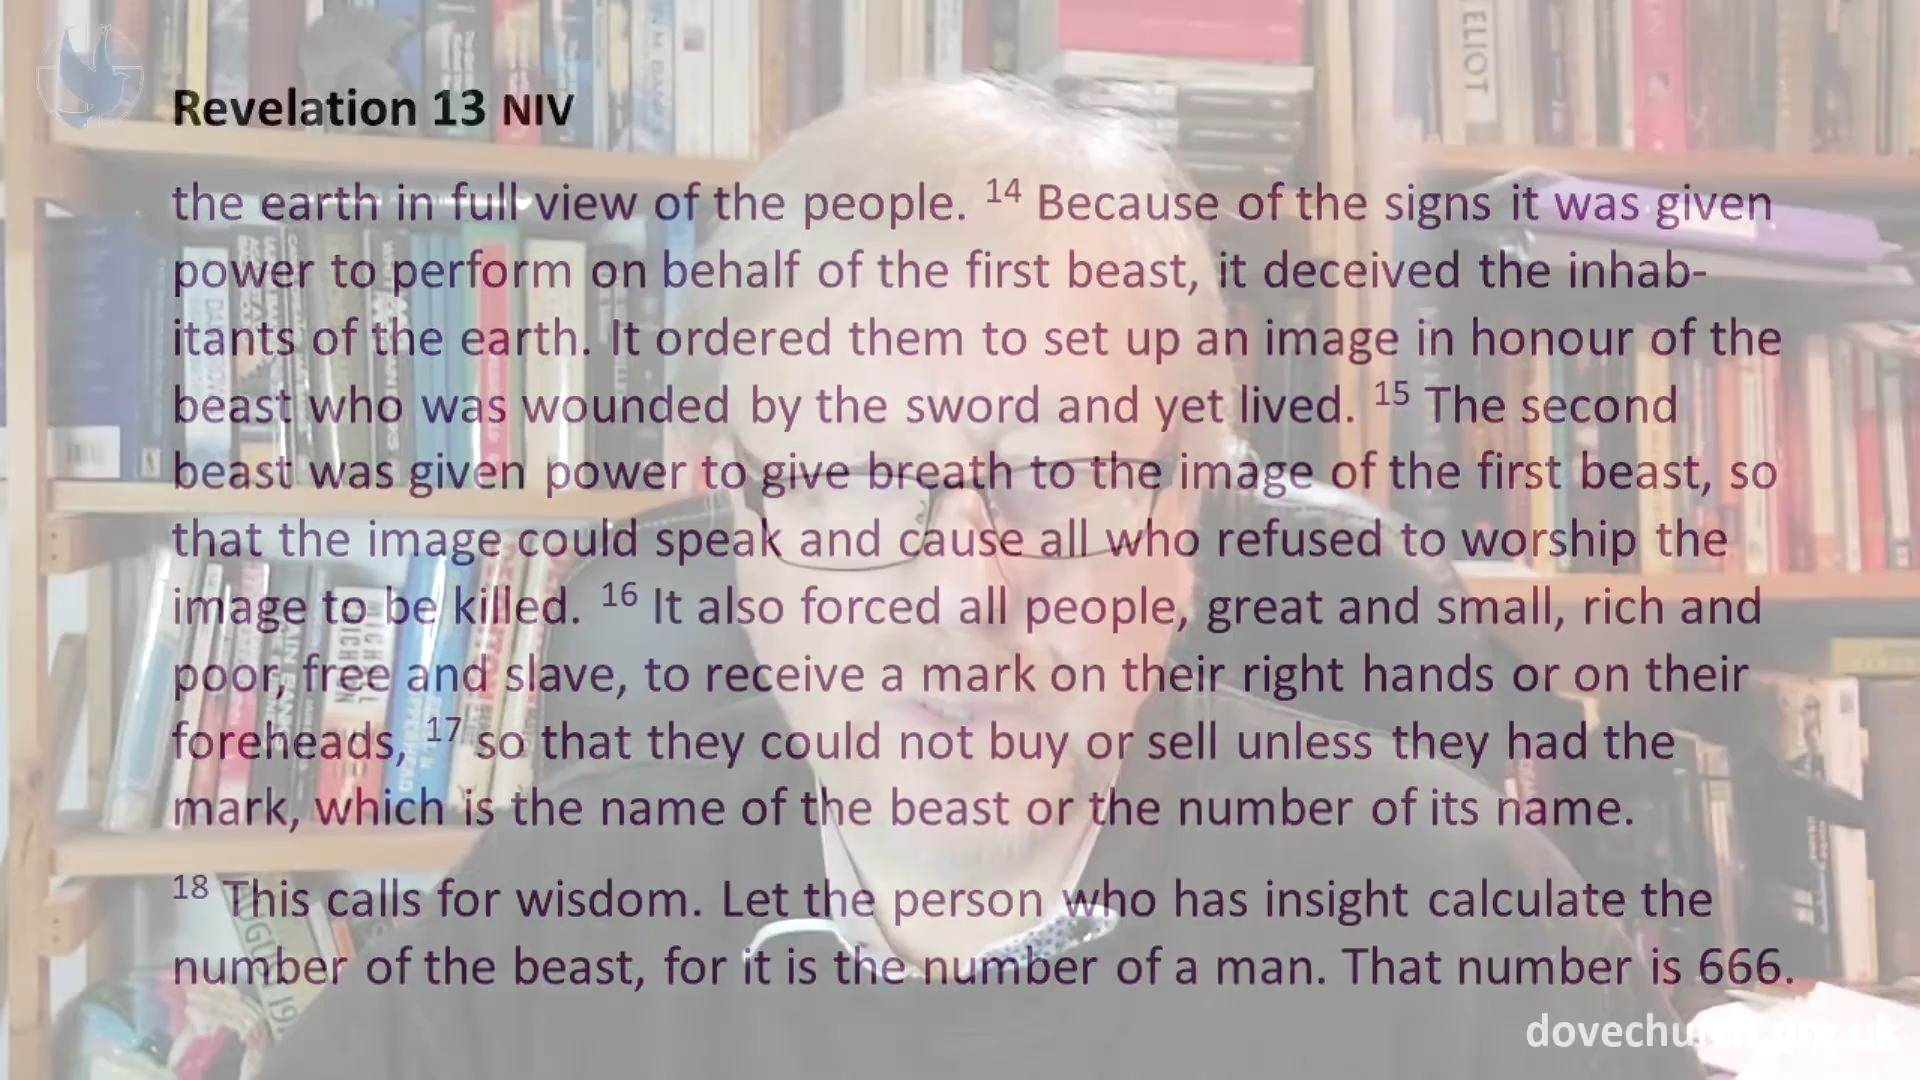 Revelation 13 NIV
the earth in full view of the people. 14 Because of the signs it was given
power to perform on behalf of the first beast, it deceived the inhab-
itants of the earth. It ordered them to set up an image in honour of the
beast who was wounded by the sword and yet lived. 15 The second
beast was given power to give breath to the image of the first beast, so
that the image could speak and cause all who refused to worship the
image to be killed. 16 It also forced all people, great and small, rich and
poor, free and slave, to receive a mark on their right hands or on their
foreheads, 17 so that they could not buy or sell unless they had the
mark, which is the name of the beast or the number of its name.
18 This calls for wisdom. Let the person who has insight calculate the
number of the beast, for it is the number of a man. That number is 666.
dovechurch.org.uk
ELIOT